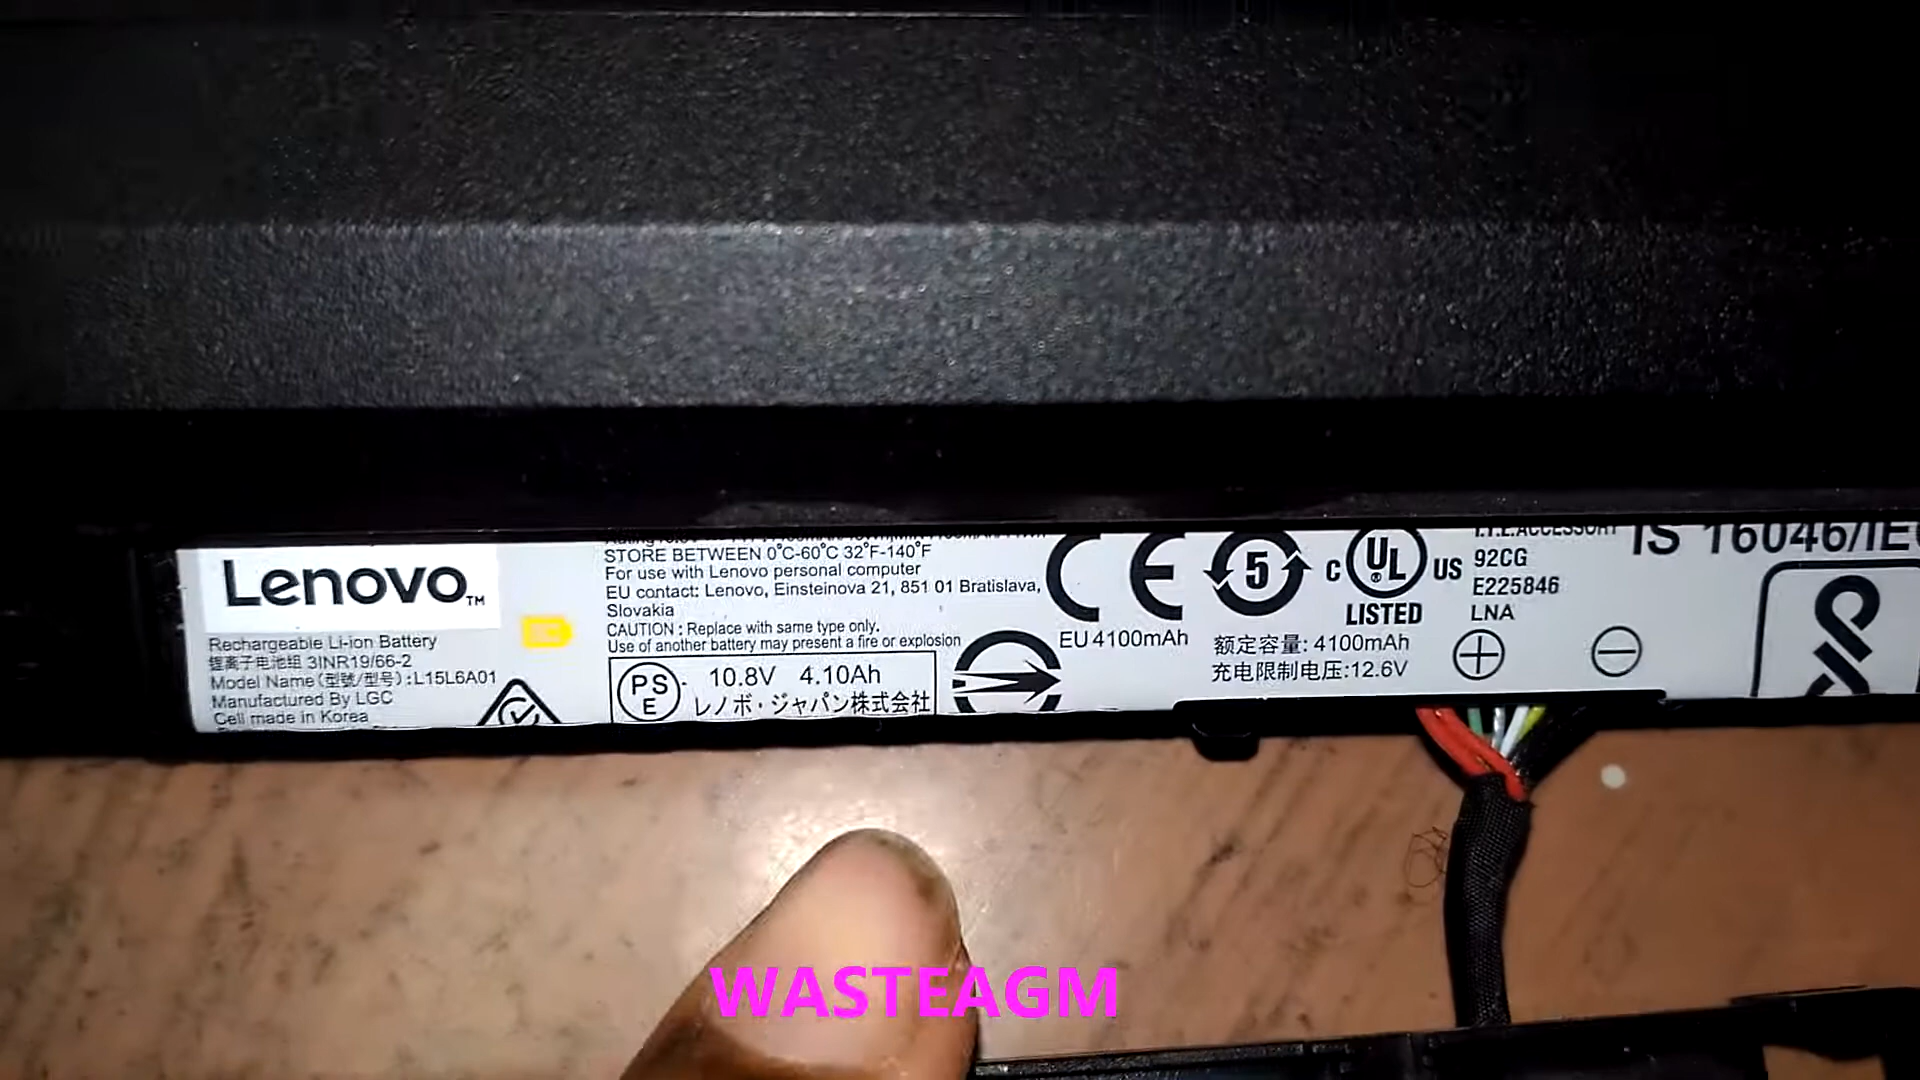 Lenovo™
Rechargeable Li-ion Battery
锂离子电池组 3INR19/66-2
Model Name(型號/型号):L15L6A01
Manufactured By LGC
Cell made in Korea
STORE BETWEEN 0°C-60°C 32°F-140°F
For use with Lenovo personal computer
EU contact: Lenovo, Einsteinova 21, 851 01 Bratislava,
Slovakia
CAUTION : Replace with same type only.
Use of another battery may present a fire or explosion
PS
E
10.8V 4.10Ah
レノボ・ジャパン株式会社
CE
EU 4100mAh
5
C UL® US
LISTED
I.T.E.ACCESSORY
92CG
E225846
LNA
额定容量: 4100mAh
充电限制电压:12.6V
IS 16046/IEC
WASTEAGM